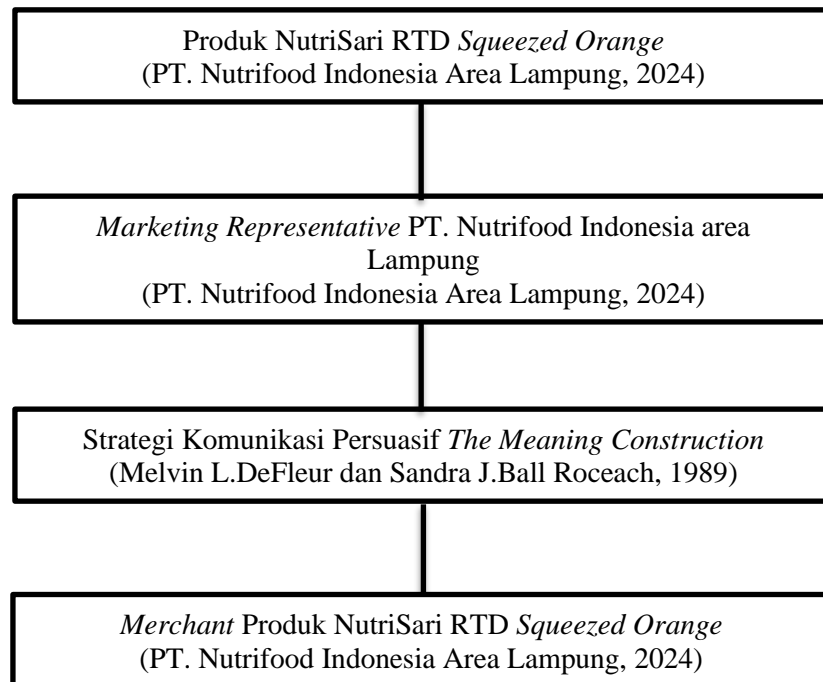 Produk NutriSari RTD Squeezed Orange
(PT. Nutrifood Indonesia Area Lampung, 2024)
Marketing Representative PT. Nutrifood Indonesia area
Lampung
(PT. Nutrifood Indonesia Area Lampung, 2024)
Strategi Komunikasi Persuasif The Meaning Construction
(Melvin L.DeFleur dan Sandra J.Ball Roceach, 1989)
Merchant Produk NutriSari RTD Squeezed Orange
(PT. Nutrifood Indonesia Area Lampung, 2024)